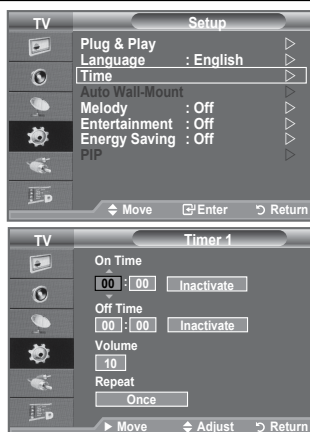 TV Setup
Plug & Play
Language : English
Time
Auto Wall-Mount
Melody : Off
Entertainment : Off
Energy Saving : Off
PIP
Move Enter Return
TV Timer 1
On Time
00 : 00 Inactivate
Off Time
00 : 00 Inactivate
Volume
10
Repeat
Once
Move Adjust Return